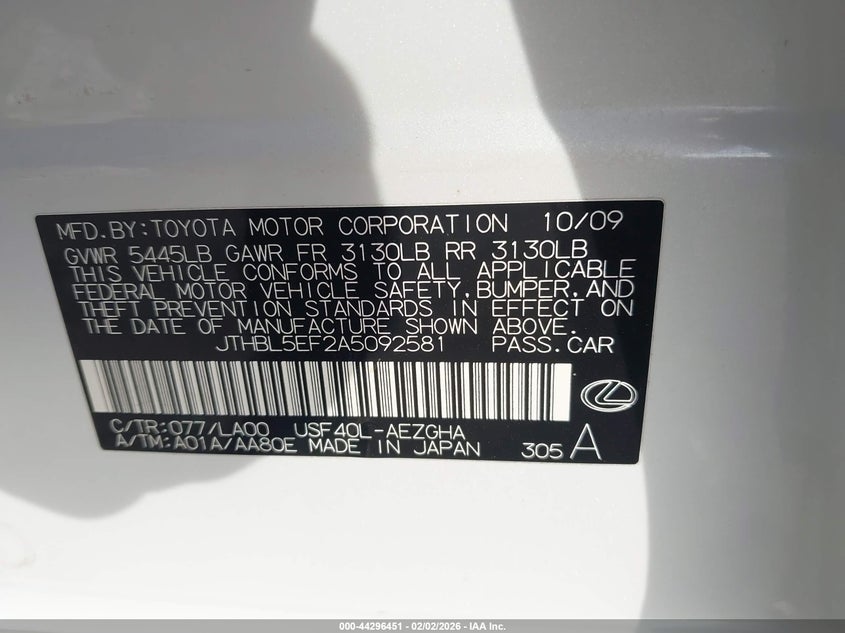 MFD.BY:TOYOTA MOTOR CORPORATION 10/09
GVWR 5445LB GAWR FR 3130LB RR 3130LB
THIS VEHICLE CONFORMS TO ALL APPLICABLE
FEDERAL MOTOR VEHICLE SAFETY,BUMPER,AND
THEFT PREVENTION STANDARDS IN EFFECT ON
THE DATE OF MANUFACTURE SHOWN ABOVE.
JTHBL5EF2A5092581 PASS.CAR
C/TR:077/LA00 USF40L-AEZGHA
A/TM:A01A/AA80E MADE IN JAPAN 305 A
000-44296451 - 02/02/2026 - IAA Inc.